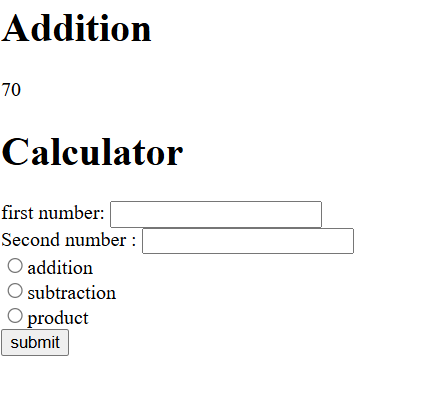 Addition
70
Calculator
first number:
Second number :
addition
subtraction
product
submit